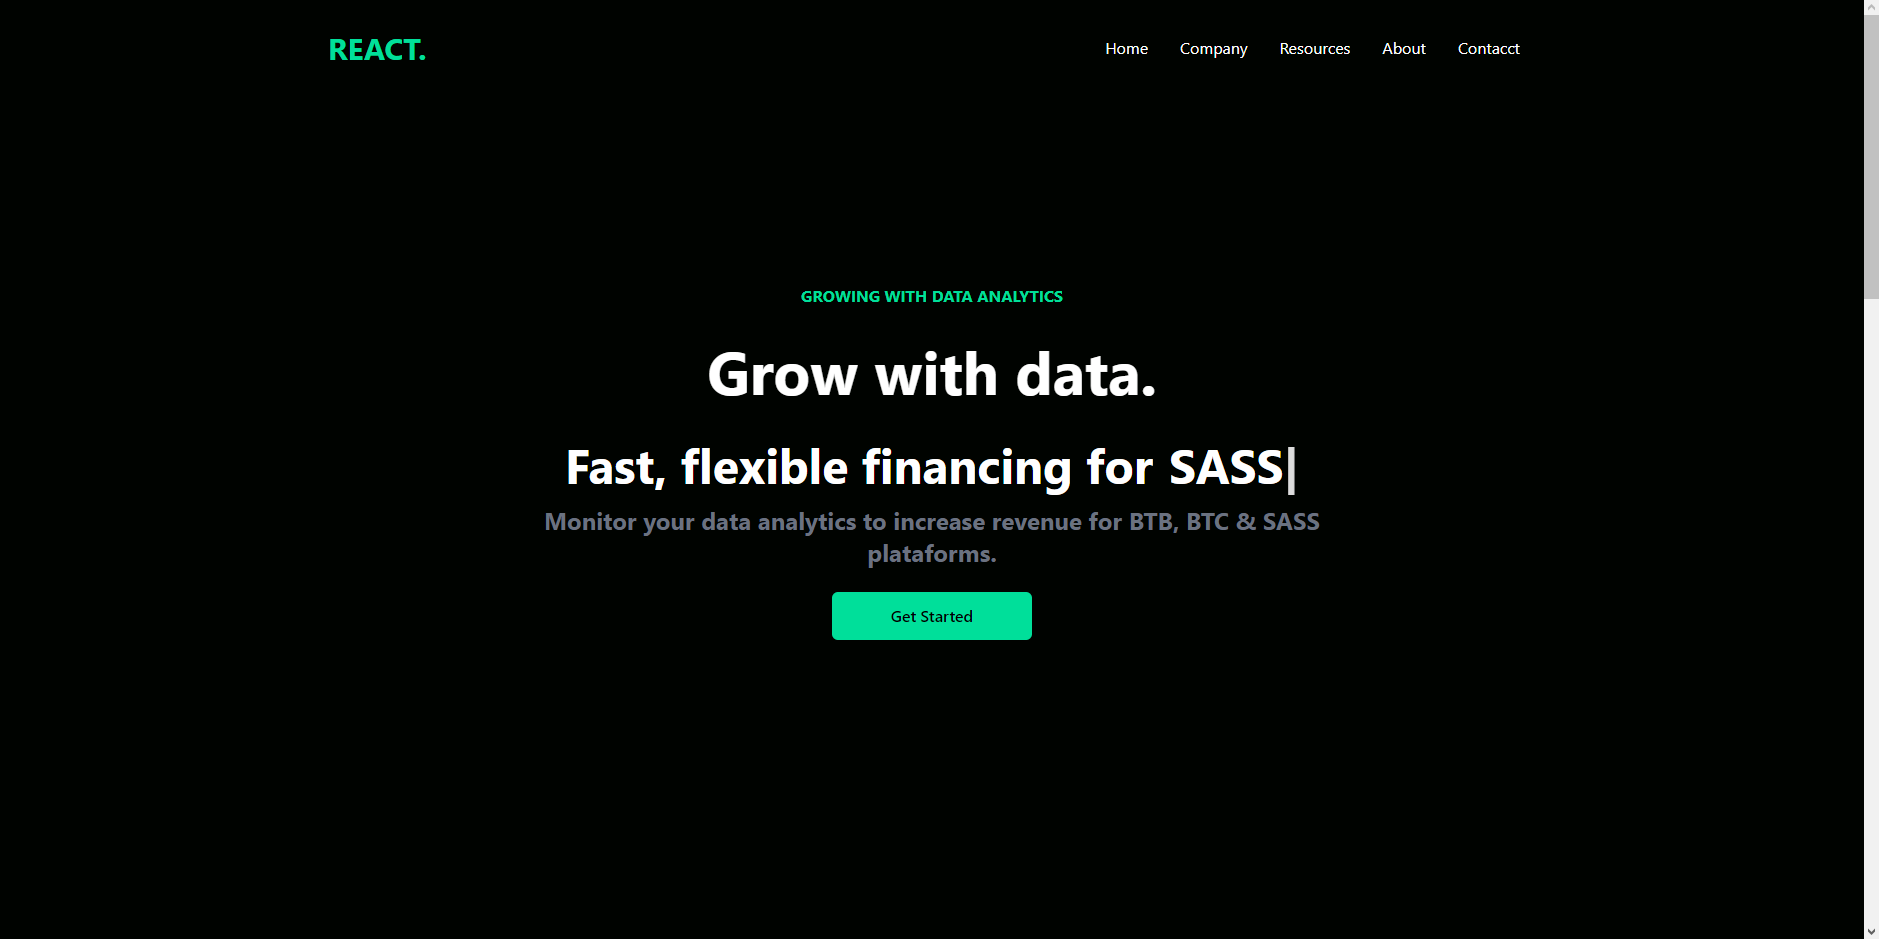 REACT.
Home Company Resources About Contacct
GROWING WITH DATA ANALYTICS
Grow with data.
Fast, flexible financing for SASS|
Monitor your data analytics to increase revenue for BTB, BTC & SASS
plataforms.
Get Started